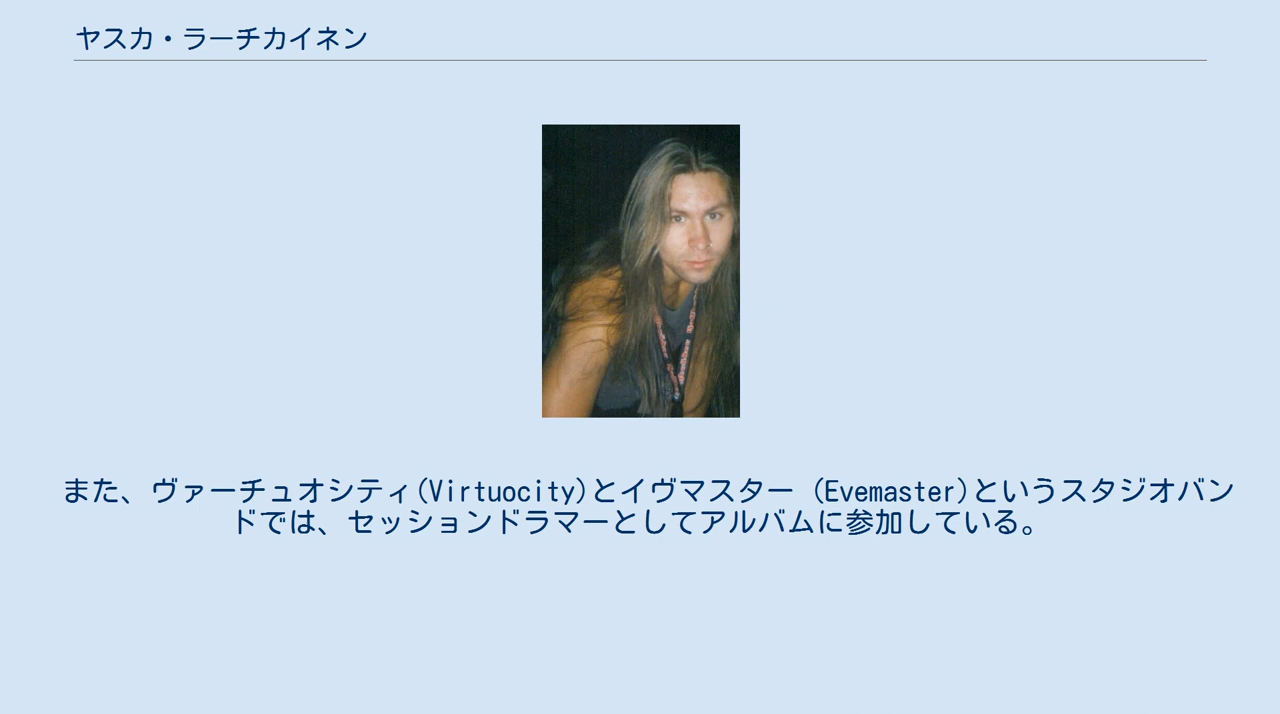 ヤスカ・ラーチカイネン
また、ヴァーチュオシティ(Virtuocity)とイヴマスター (Evemaster)というスタジオバン
ドでは、セッションドラマーとしてアルバムに参加している。